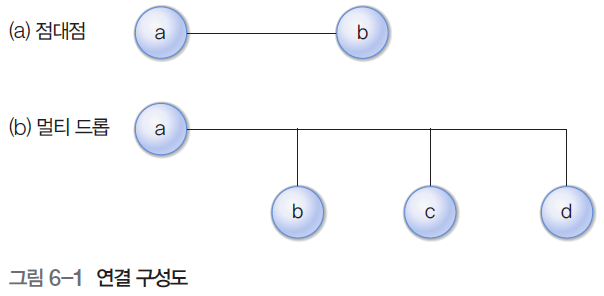 (a) 점대점 a b
(b) 멀티 드롭 a
b c d
그림 6-1 연결 구성도